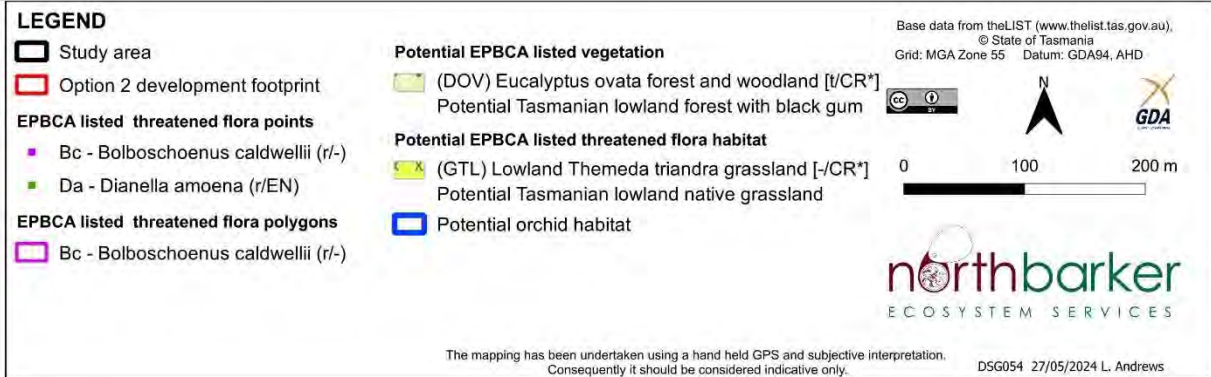 LEGEND
Study area
Option 2 development footprint
EPBCA listed  threatened flora points
Bc - Bolboschoenus caldwellii (r/-)
Da - Dianella amoena (r/EN)
EPBCA listed  threatened flora polygons
Bc - Bolboschoenus caldwellii (r/-)
Potential EPBCA listed vegetation
(DOV) Eucalyptus ovata forest and woodland [t/CR*]
Potential Tasmanian lowland forest with black gum
Potential EPBCA listed threatened flora habitat
(GTL) Lowland Themeda triandra grassland [-/CR*]
Potential Tasmanian lowland native grassland
Potential orchid habitat
Base data from theLIST (www.thelist.tas.gov.au),
© State of Tasmania
Grid: MGA Zone 55 Datum: GDA94, AHD
cc BY
N
GDA
0 100 200 m
northbarker
ECOSYSTEM SERVICES
The mapping has been undertaken using a hand held GPS and subjective interpretation.
Consequently it should be considered indicative only.
DSG054 27/05/2024 L. Andrews